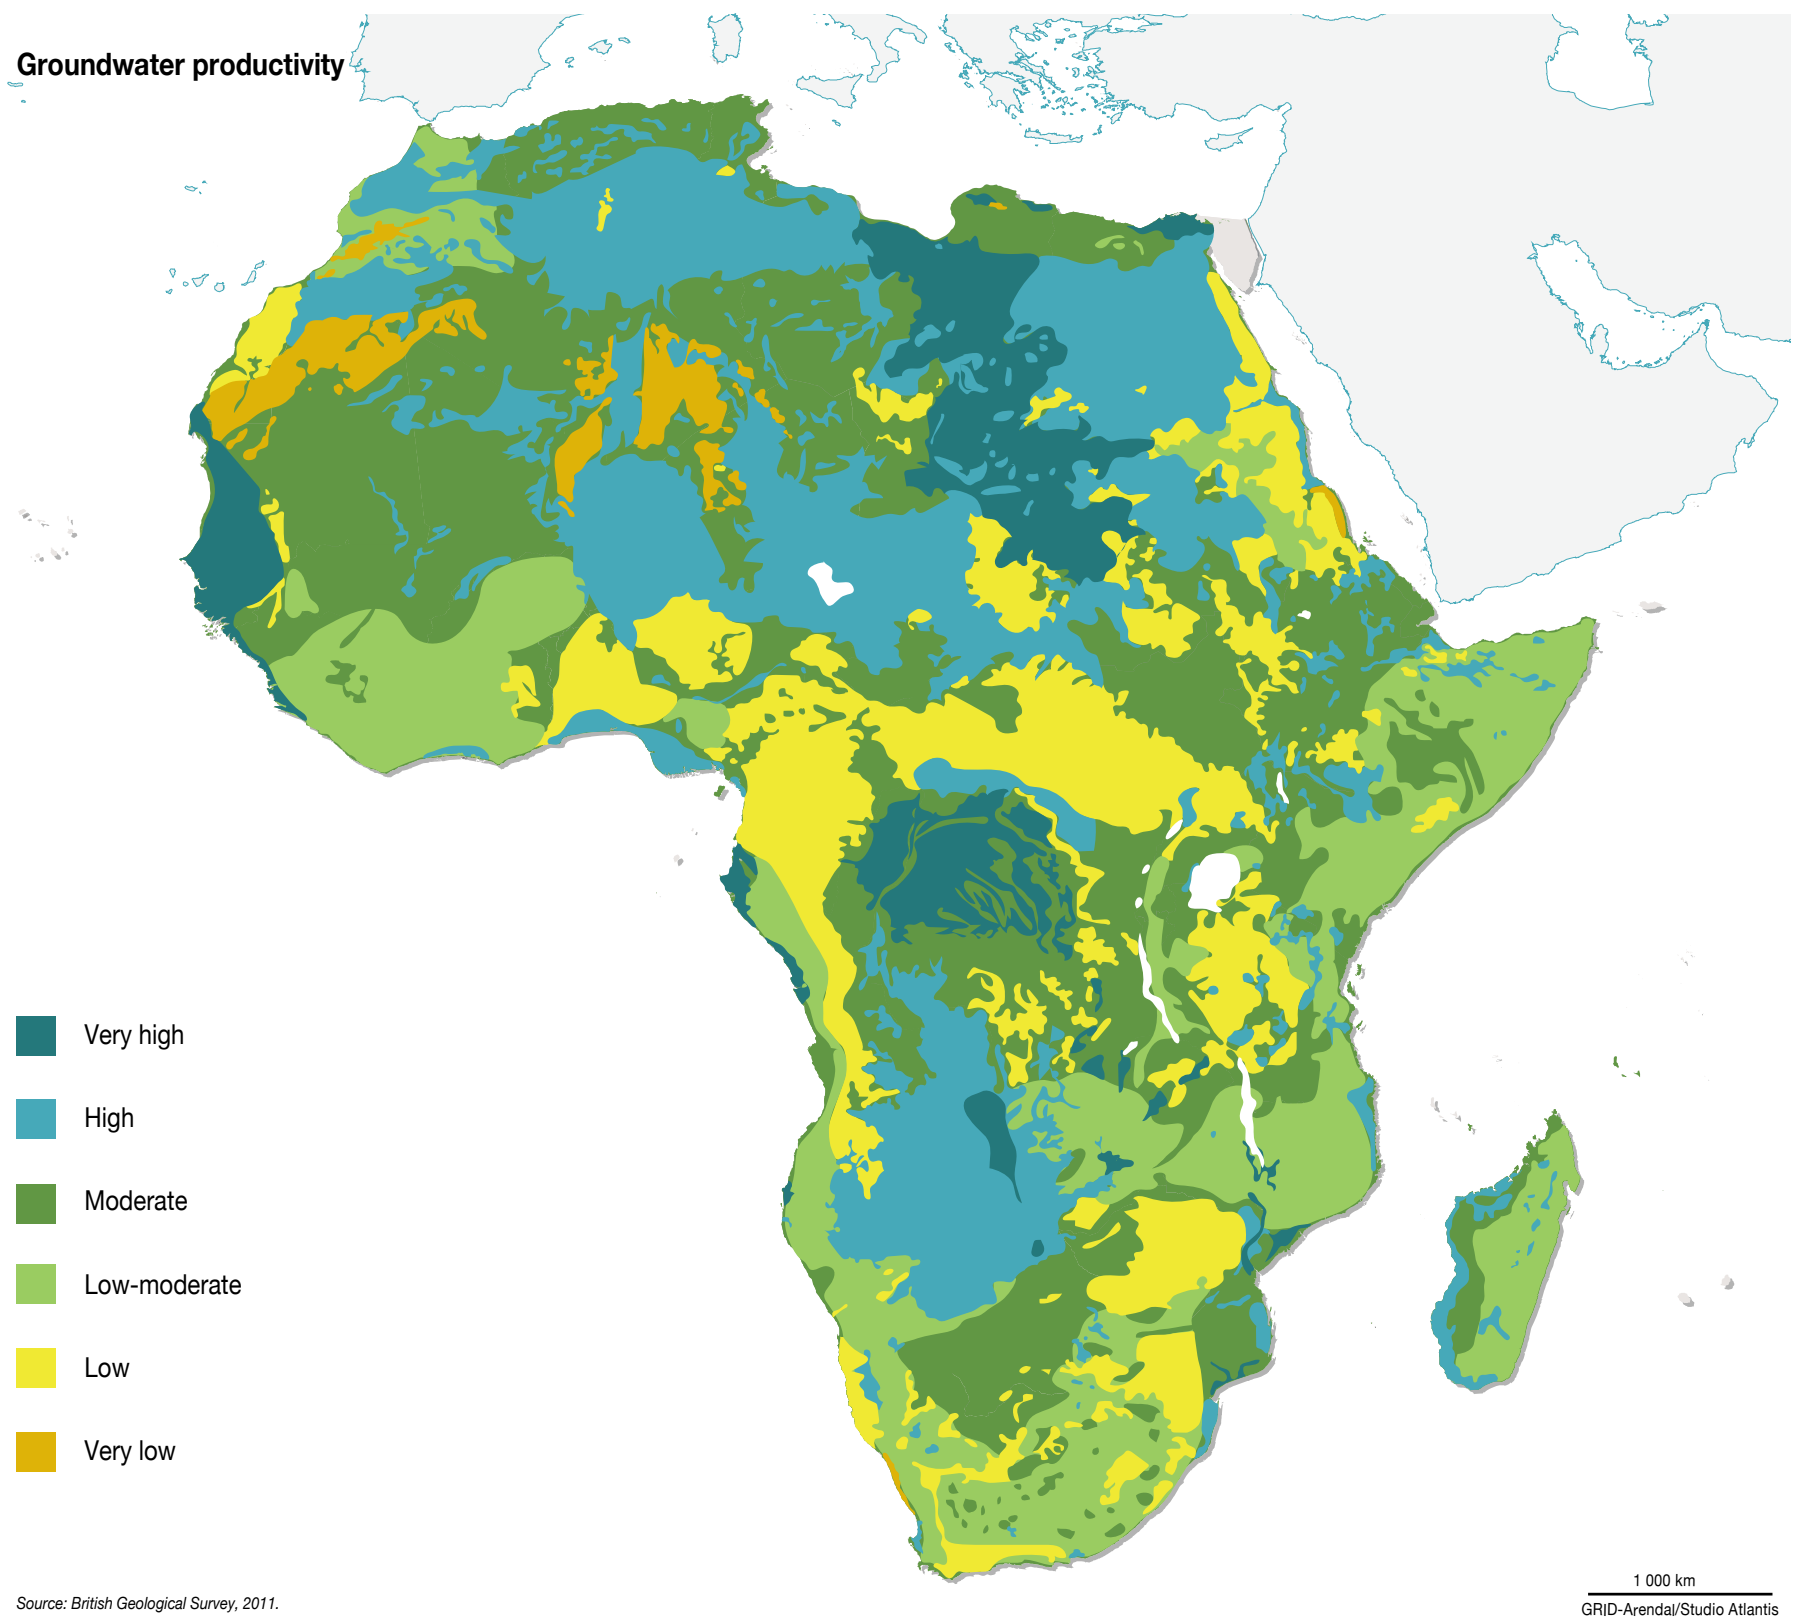 Groundwater productivity
Very high
High
Moderate
Low-moderate
Low
Very low
Source: British Geological Survey, 2011.
1 000 km
GRID-Arendal/Studio Atlantis